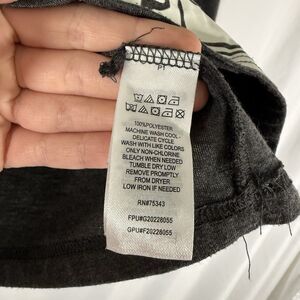 100%POLYESTER
MACHINE WASH COOL-
DELICATE CYCLE
WASH WITH LIKE COLORS
ONLY NON-CHLORINE
BLEACH WHEN NEEDED
TUMBLE DRY LOW
REMOVE PROMPTLY
FROM DRYER
LOW IRON IF NEEDED
RN#75343
FPU#G20228055
GPU#F20228055